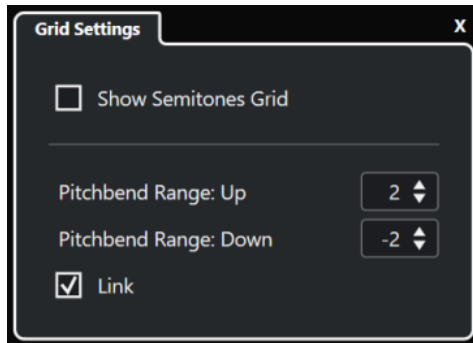 Grid Settings X
Show Semitones Grid
Pitchbend Range: Up 2
Pitchbend Range: Down -2
Link